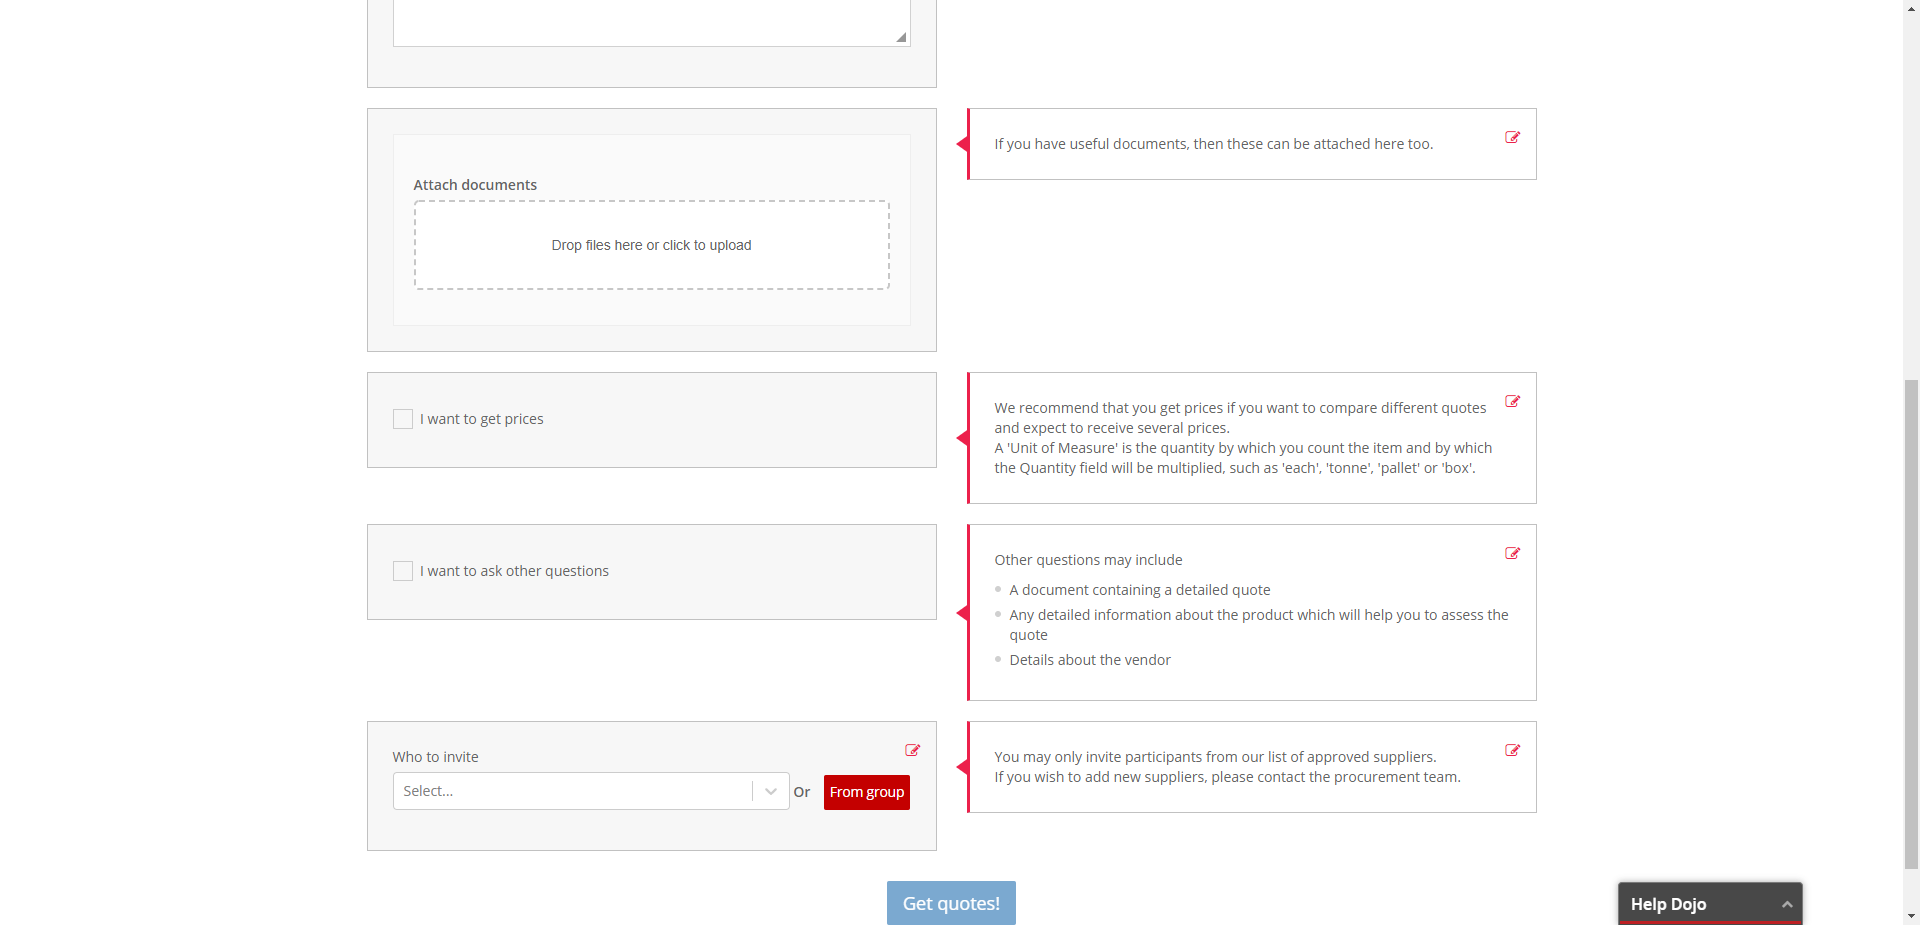 Attach documents
Drop files here or click to upload
If you have useful documents, then these can be attached here too.
I want to get prices
We recommend that you get prices if you want to compare different quotes
and expect to receive several prices.
A 'Unit of Measure' is the quantity by which you count the item and by which
the Quantity field will be multiplied, such as 'each', 'tonne', 'pallet' or 'box'.
I want to ask other questions
Other questions may include
A document containing a detailed quote
Any detailed information about the product which will help you to assess the
quote
Details about the vendor
Who to invite
Select...
Or
From group
You may only invite participants from our list of approved suppliers.
If you wish to add new suppliers, please contact the procurement team.
Get quotes!
Help Dojo